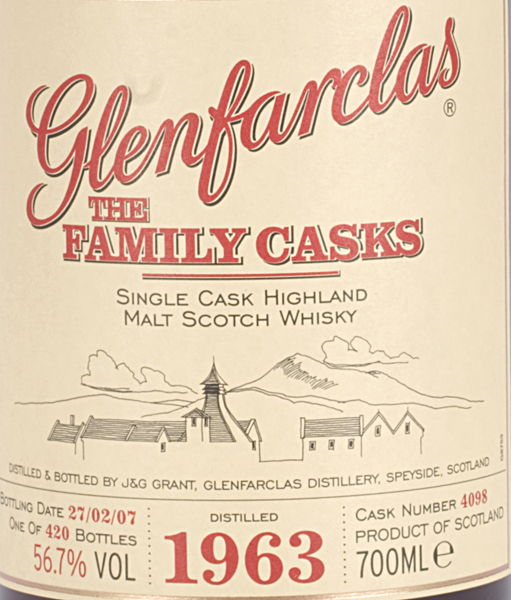 Glenfarclas ®
THE
FAMILY CASKS
SINGLE CASK HIGHLAND
MALT SCOTCH WHISKY
DISTILLED & BOTTLED BY J&G GRANT, GLENFARCLAS DISTILLERY, SPEYSIDE, SCOTLAND
BOTTLING DATE 27/02/07
ONE OF 420 BOTTLES
56.7% VOL
DISTILLED
1963
CASK NUMBER 4098
PRODUCT OF SCOTLAND
700ML e